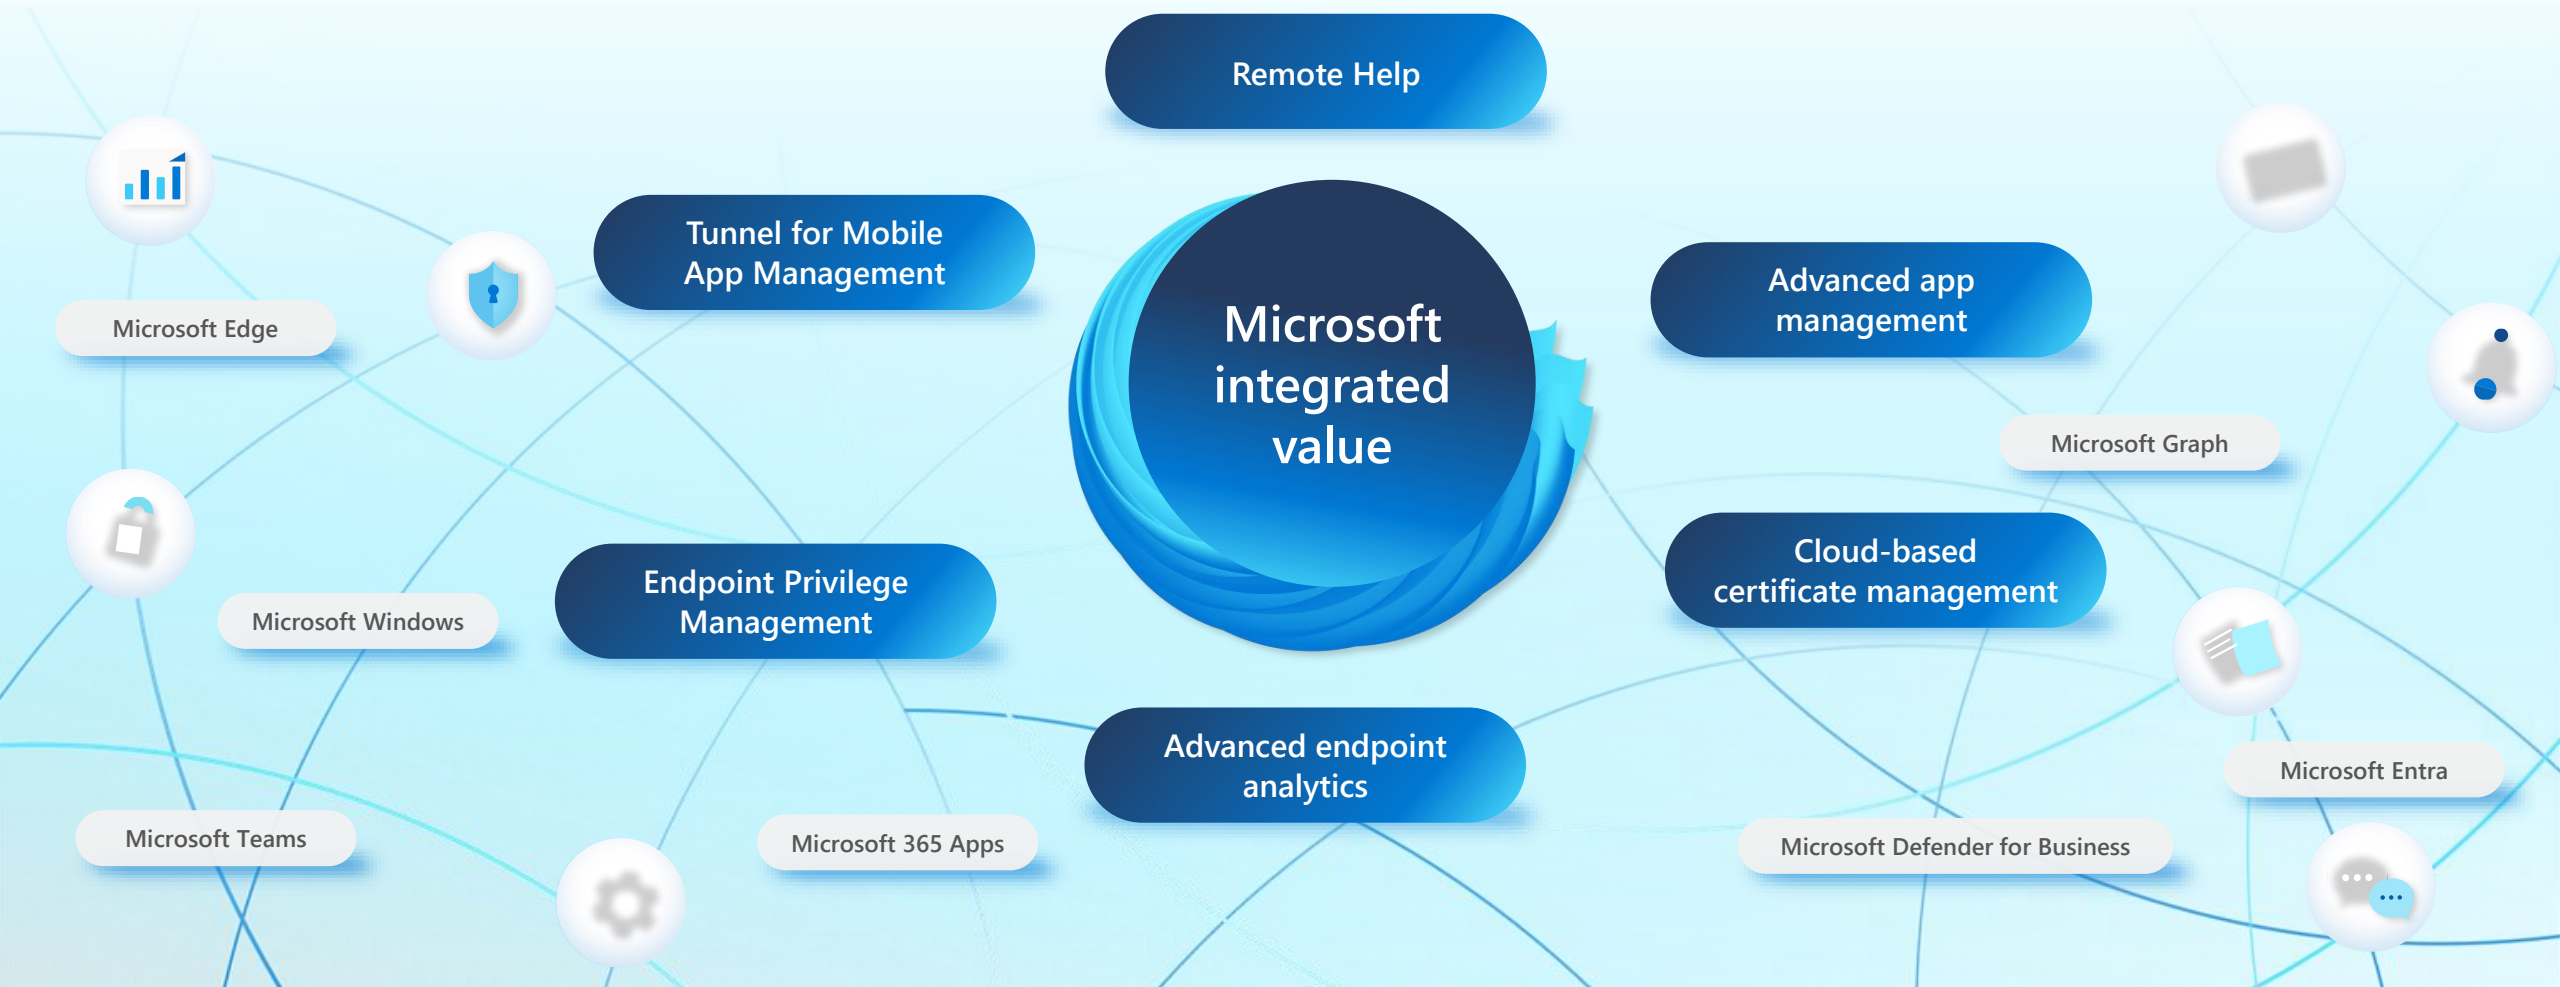 Remote Help
Tunnel for Mobile
App Management
Advanced app
management
Microsoft Edge
Microsoft
integrated
value
Microsoft Graph
Endpoint Privilege
Management
Cloud-based
certificate management
Microsoft Windows
Advanced endpoint
analytics
Microsoft Entra
Microsoft Teams
Microsoft 365 Apps
Microsoft Defender for Business